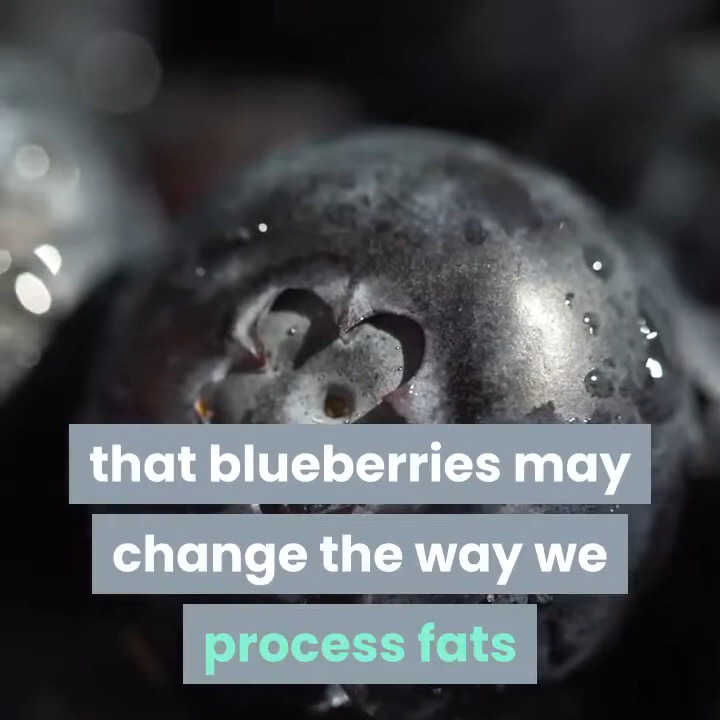 that blueberries may
change the way we
process fats